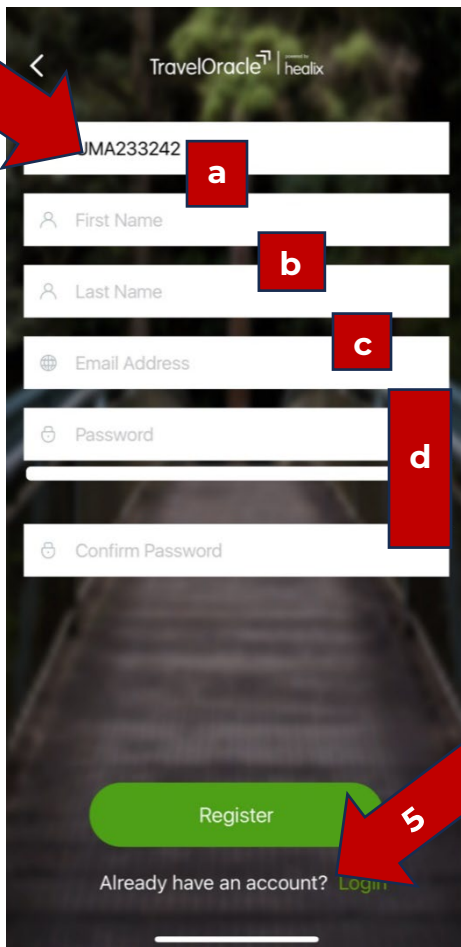 TravelOracle | powered by healix
UMA233242
a
First Name
b
Last Name
c
Email Address
Password
d
Confirm Password
Register
5
Already have an account? Login